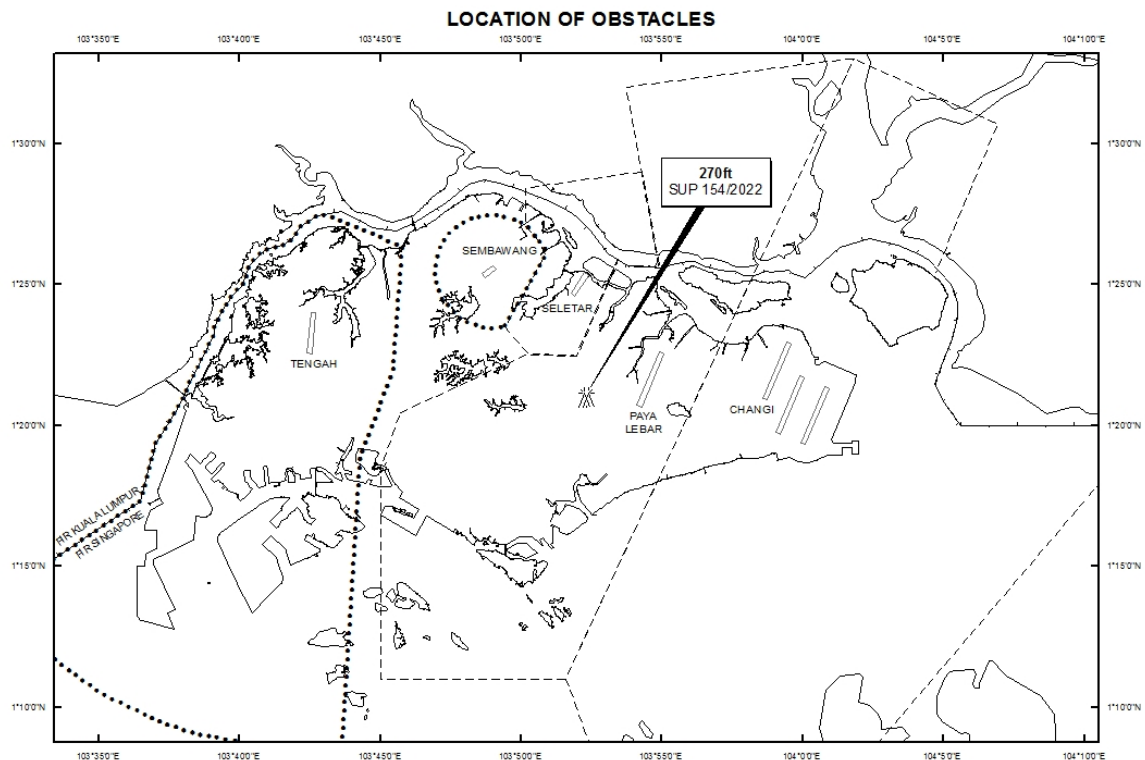 LOCATION OF OBSTACLES
103°35'0"E
103°40'0"E
103°45'0"E
103°50'0"E
103°55'0"E
104°0'0"E
104°5'0"E
104°10'0"E
1°30'0"N
1°30'0"N
270ft
SUP 154/2022
SEMBAWANG
1°25'0"N
1°25'0"N
SELETAR
TENGAH
PAYA
LEBAR
CHANGI
1°20'0"N
1°20'0"N
FIR KUALA LUMPUR
FIR SINGAPORE
1°15'0"N
1°15'0"N
1°10'0"N
1°10'0"N
103°35'0"E
103°40'0"E
103°45'0"E
103°50'0"E
103°55'0"E
104°0'0"E
104°5'0"E
104°10'0"E